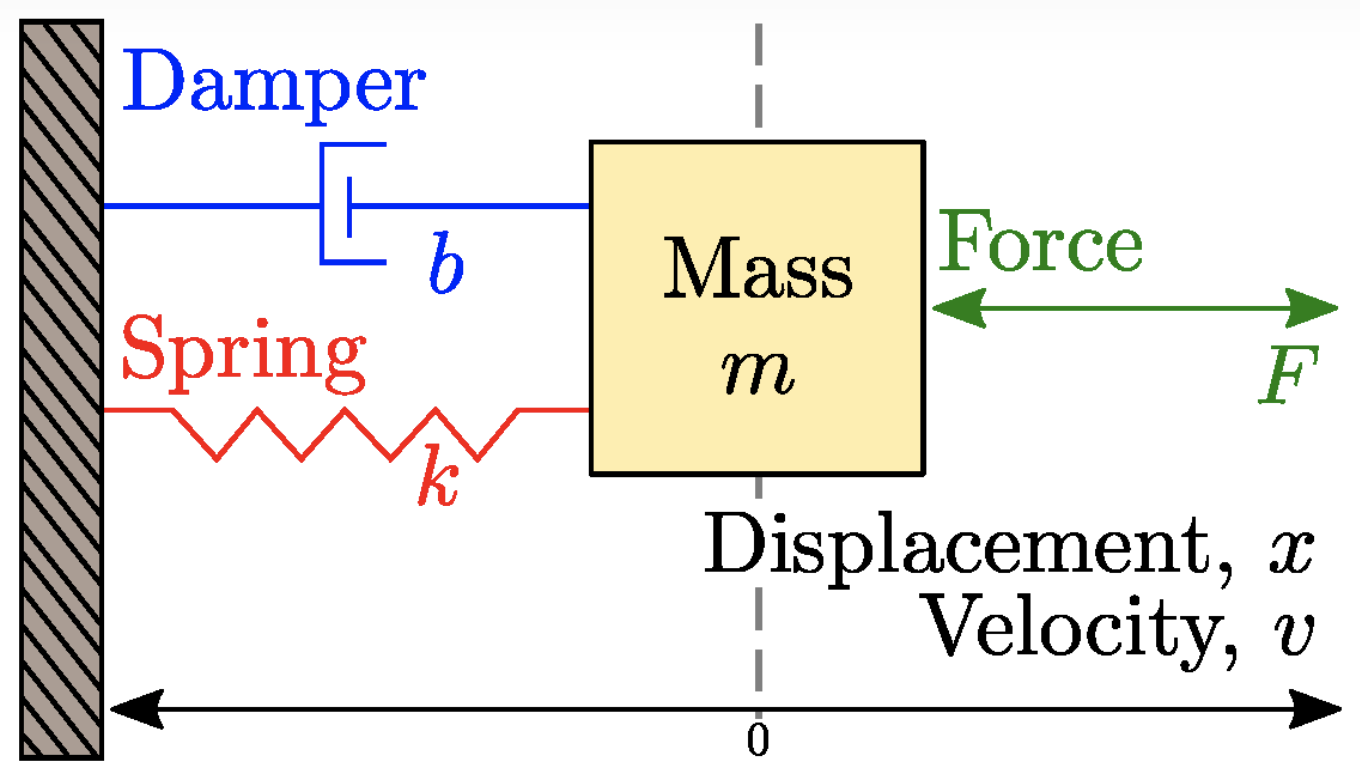 Damper
b
Mass
m
Force
F
Spring
k
Displacement, x
Velocity, v
0